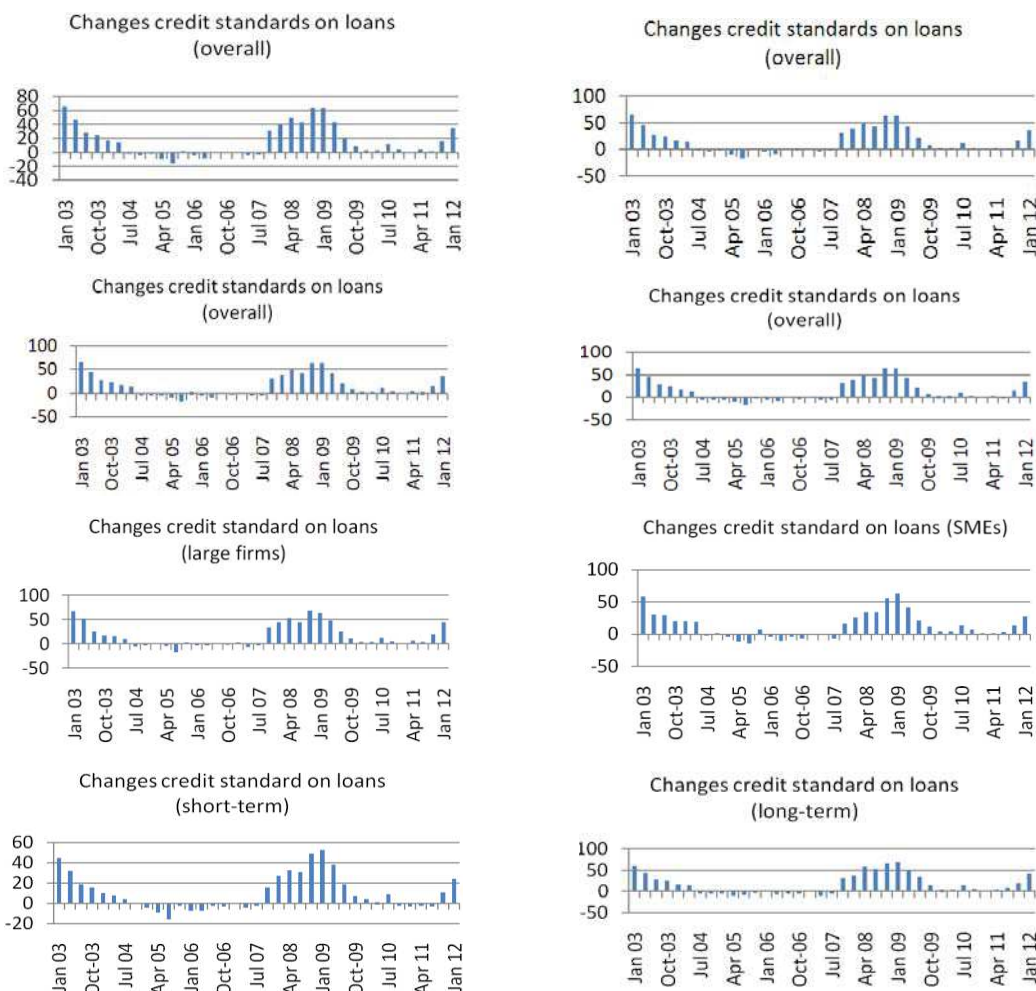 Changes credit standards on loans
(overall)
80
60
40
20
0
-20
-40
Jan 03
Oct-03
Jul 04
Apr 05
Jan 06
Oct-06
Jul 07
Apr 08
Jan 09
Oct-09
Jul 10
Apr 11
Jan 12
Changes credit standards on loans
(overall)
100
50
0
-50
Jan 03
Oct-03
Jul 04
Apr 05
Jan 06
Oct-06
Jul 07
Apr 08
Jan 09
Oct-09
Jul 10
Apr 11
Jan 12
Changes credit standards on loans
(overall)
100
50
0
-50
Jan 03
Oct-03
Jul 04
Apr 05
Jan 06
Oct-06
Jul 07
Apr 08
Jan 09
Oct-09
Jul 10
Apr 11
Jan 12
Changes credit standards on loans
(overall)
100
50
0
-50
Jan 03
Oct-03
Jul 04
Apr 05
Jan 06
Oct-06
Jul 07
Apr 08
Jan 09
Oct-09
Jul 10
Apr 11
Jan 12
Changes credit standard on loans
(large firms)
100
50
0
-50
Jan 03
Oct-03
Jul 04
Apr 05
Jan 06
Oct-06
Jul 07
Apr 08
Jan 09
Oct-09
Jul 10
Apr 11
Jan 12
Changes credit standard on loans (SMEs)
100
50
0
-50
Jan 03
Oct-03
Jul 04
Apr 05
Jan 06
Oct-06
Jul 07
Apr 08
Jan 09
Oct-09
Jul 10
Apr 11
Jan 12
Changes credit standard on loans
(short-term)
60
40
20
0
-20
Jan 03
Oct-03
Jul 04
Apr 05
Jan 06
Oct-06
Jul 07
Apr 08
Jan 09
Oct-09
Jul 10
Apr 11
Jan 12
Changes credit standard on loans
(long-term)
100
50
0
-50
Jan 03
Oct-03
Jul 04
Apr 05
Jan 06
Oct-06
Jul 07
Apr 08
Jan 09
Oct-09
Jul 10
Apr 11
Jan 12